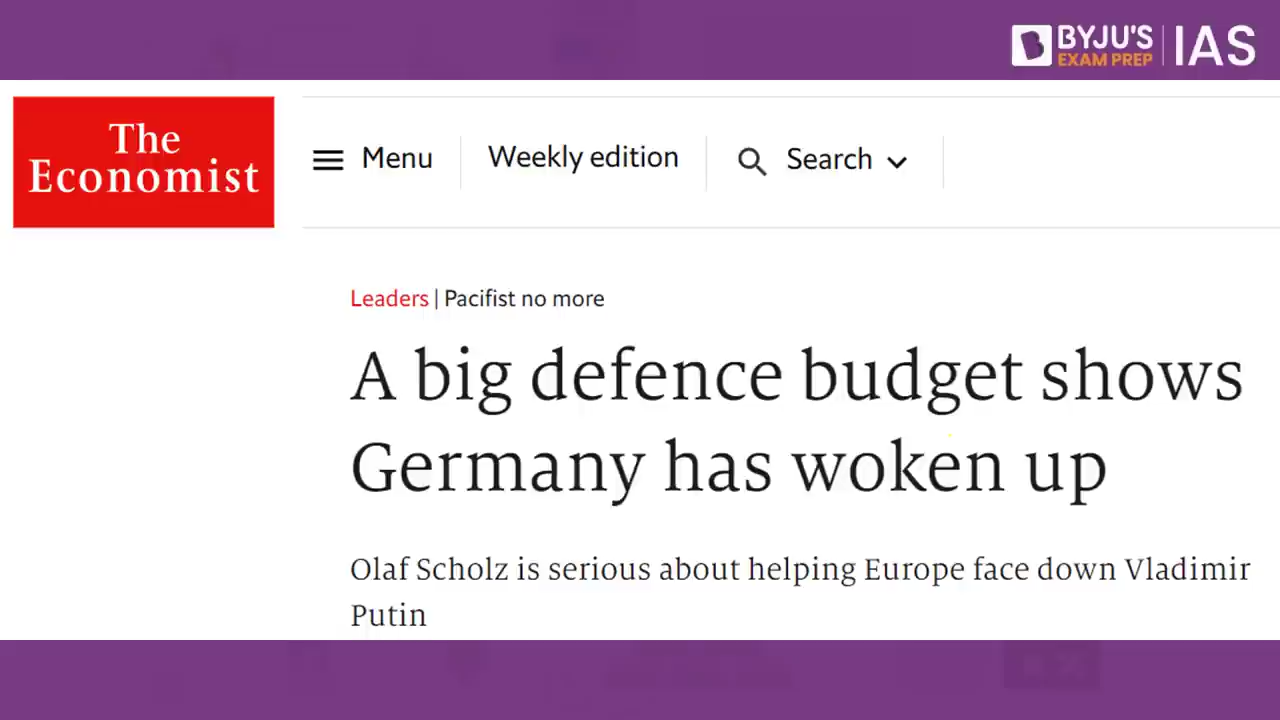 BYJU'S
EXAM PREP
IAS
The
Economist
Menu
Weekly edition
Search
Leaders | Pacifist no more
A big defence budget shows
Germany has woken up
Olaf Scholz is serious about helping Europe face down Vladimir
Putin